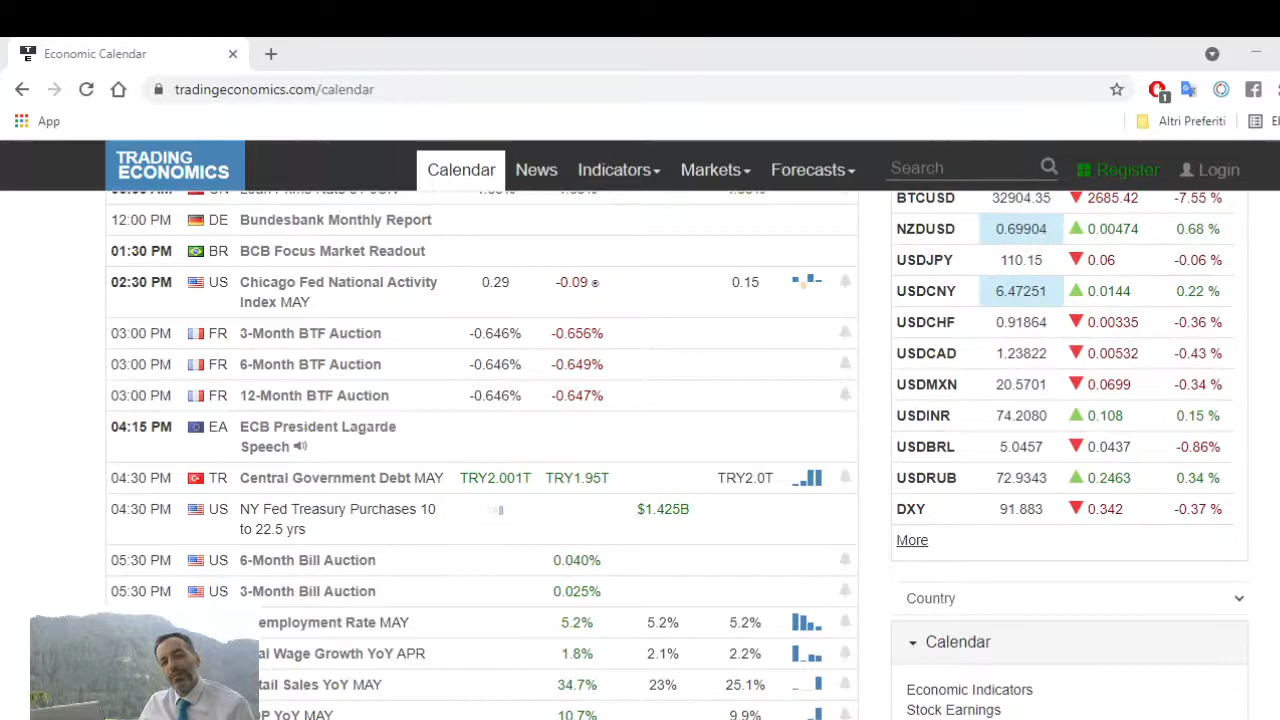 Economic Calendar
tradingeconomics.com/calendar
1
App
Altri Preferiti
TRADING
ECONOMICS
Calendar News Indicators Markets Forecasts Search Register Login
12:00 PM DE Bundesbank Monthly Report
01:30 PM BR BCB Focus Market Readout
02:30 PM US Chicago Fed National Activity 0.29 -0.09 ® 0.15
Index MAY
03:00 PM FR 3-Month BTF Auction -0.646% -0.656%
03:00 PM FR 6-Month BTF Auction -0.646% -0.649%
03:00 PM FR 12-Month BTF Auction -0.646% -0.647%
04:15 PM EA ECB President Lagarde
Speech
04:30 PM TR Central Government Debt MAY TRY2.001T TRY1.95T TRY2.0T
04:30 PM US NY Fed Treasury Purchases 10 $1.425B
to 22.5 yrs
05:30 PM US 6-Month Bill Auction 0.040%
05:30 PM US 3-Month Bill Auction 0.025%
employment Rate MAY 5.2% 5.2% 5.2%
al Wage Growth YoY APR 1.8% 2.1% 2.2%
tail Sales YoY MAY 34.7% 23% 25.1%
P YoY MAY 10.7% 9.9%
BTCUSD 32904.35 2685.42 -7.55 %
NZDUSD 0.69904 0.00474 0.68 %
USDJPY 110.15 0.06 -0.06 %
USDCNY 6.47251 0.0144 0.22 %
USDCHF 0.91864 0.00335 -0.36 %
USDCAD 1.23822 0.00532 -0.43 %
USDMXN 20.5701 0.0699 -0.34 %
USDINR 74.2080 0.108 0.15 %
USDBRL 5.0457 0.0437 -0.86%
USDRUB 72.9343 0.2463 0.34 %
DXY 91.883 0.342 -0.37 %
More
Country
Calendar
Economic Indicators
Stock Earnings